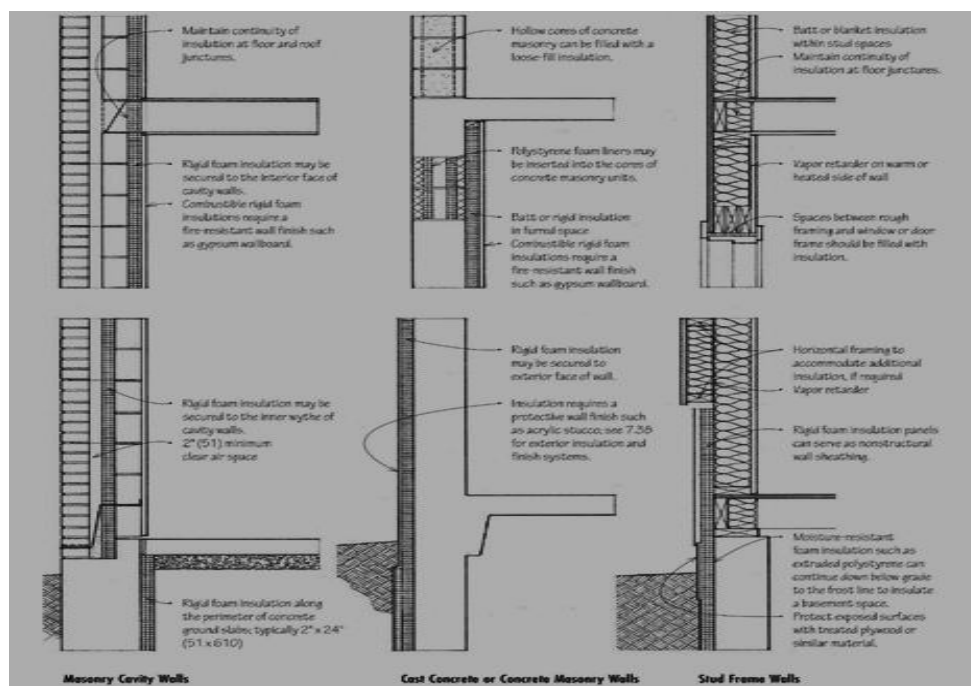 Maintain continuity of
insulation at floor and roof
junctures.
Rigid foam insulation may be
secured to the interior face of
cavity walls.
Combustible rigid foam
insulations require a
fire-resistant wall finish such
as gypsum wallboard.
Hollow cores of concrete
masonry can be filled with a
loose-fill insulation.
Polystyrene foam liners may
be inserted into the cores of
concrete masonry units.
Batt or rigid insulation
in furred space
Combustible rigid foam
insulations require a
fire-resistant wall finish
such as gypsum wallboard.
Batt or blanket insulation
within stud spaces
Maintain continuity of
insulation at floor junctures.
Vapor retarder on warm or
heated side of wall
Spaces between rough
framing and window or door
frame should be filled with
insulation.
Rigid foam insulation may be
secured to the inner wythe of
cavity walls.
2" (51) minimum
clear air space
Rigid foam insulation along
the perimeter of concrete
ground slabs; typically 2" x 24"
(51 x 610)
Rigid foam insulation
may be secured to
exterior face of wall.
Insulation requires a
protective wall finish such
as acrylic stucco; see 7.38
for exterior insulation and
finish systems.
Horizontal framing to
accommodate additional
insulation, if required
Vapor retarder
Rigid foam insulation panels
can serve as nonstructural
wall sheathing.
Moisture-resistant
foam insulation such as
extruded polystyrene can
continue down below grade
to the frost line to insulate
a basement space.
Protect exposed surfaces
with treated plywood or
similar material.
Masonry Cavity Walls
Cast Concrete or Concrete Masonry Walls
Stud Frame Walls